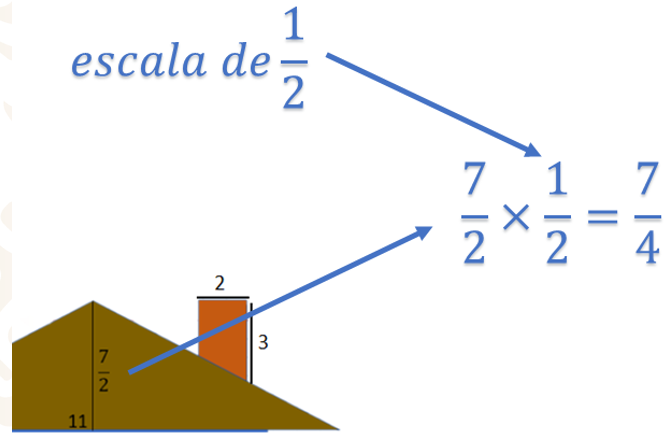 escala de 1/2
7/2 × 1/2 = 7/4
2
3
7/2
11